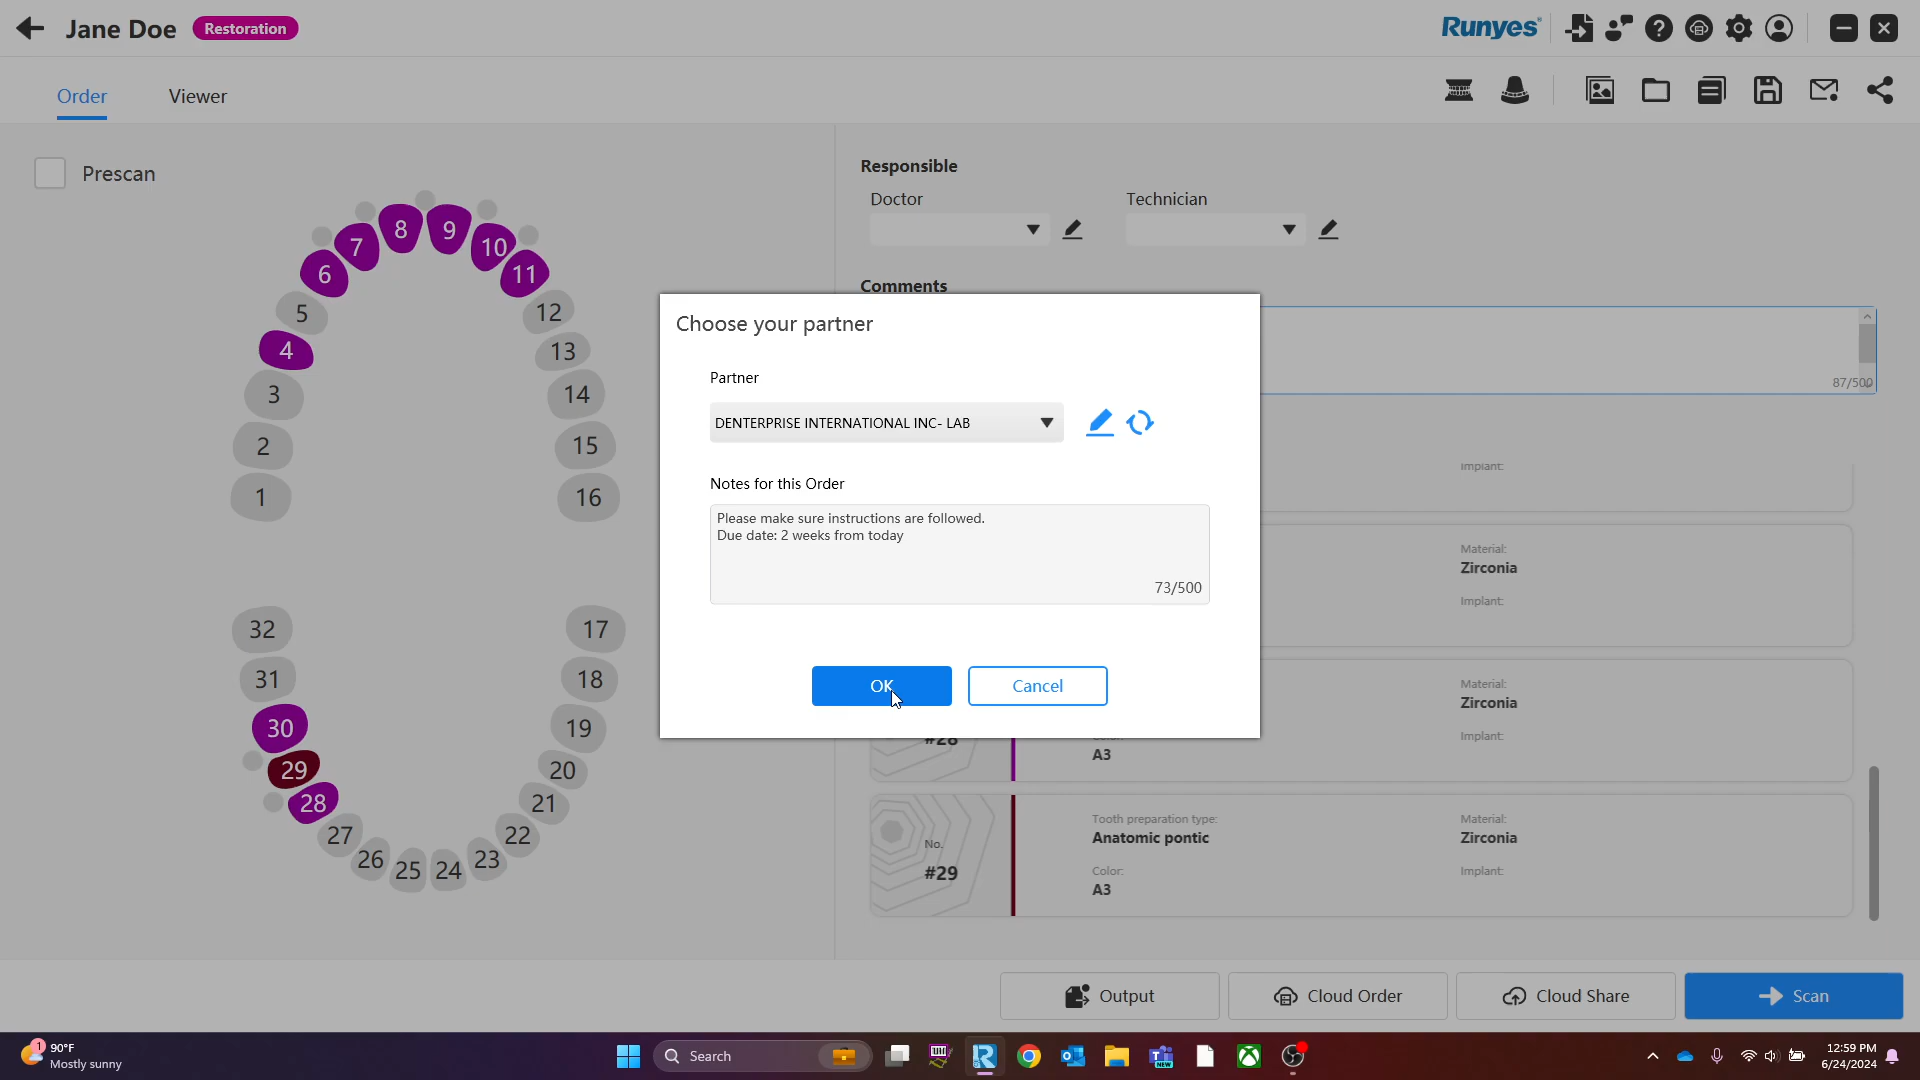 Jane Doe
Restoration
Runyes
Order
Viewer
Prescan
Responsible
Doctor
Technician
Comments
87/500
8 9
7 10
6 11
5 12
4 13
3 14
2 15
1 16
32 17
31 18
30 19
29 20
28 21
27 22
26 25 24 23
Choose your partner
Partner
DENTERPRISE INTERNATIONAL INC- LAB
Notes for this Order
Please make sure instructions are followed.
Due date: 2 weeks from today
73/500
OK
Cancel
Implant:
Material:
Zirconia
Implant:
Material:
Zirconia
Implant:
#28
A3
No.
#29
Tooth preparation type:
Anatomic pontic
Color:
A3
Material:
Zirconia
Implant:
Output
Cloud Order
Cloud Share
Scan
1
90°F
Mostly sunny
Search
NEW
12:59 PM
6/24/2024